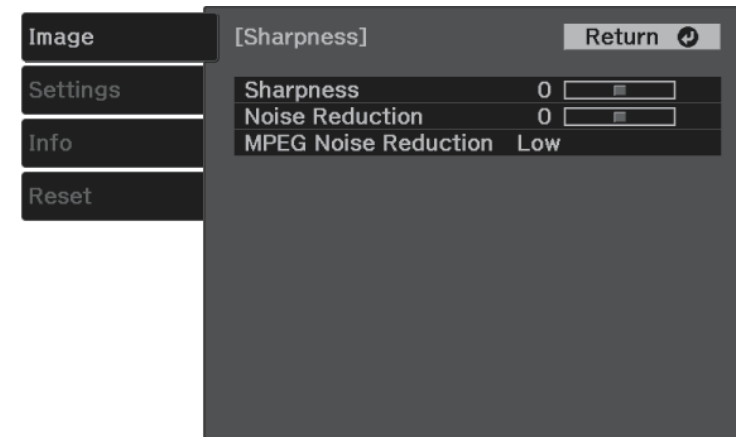 Image
Settings
Info
Reset
[Sharpness]
Return
Sharpness 0
Noise Reduction 0
MPEG Noise Reduction Low